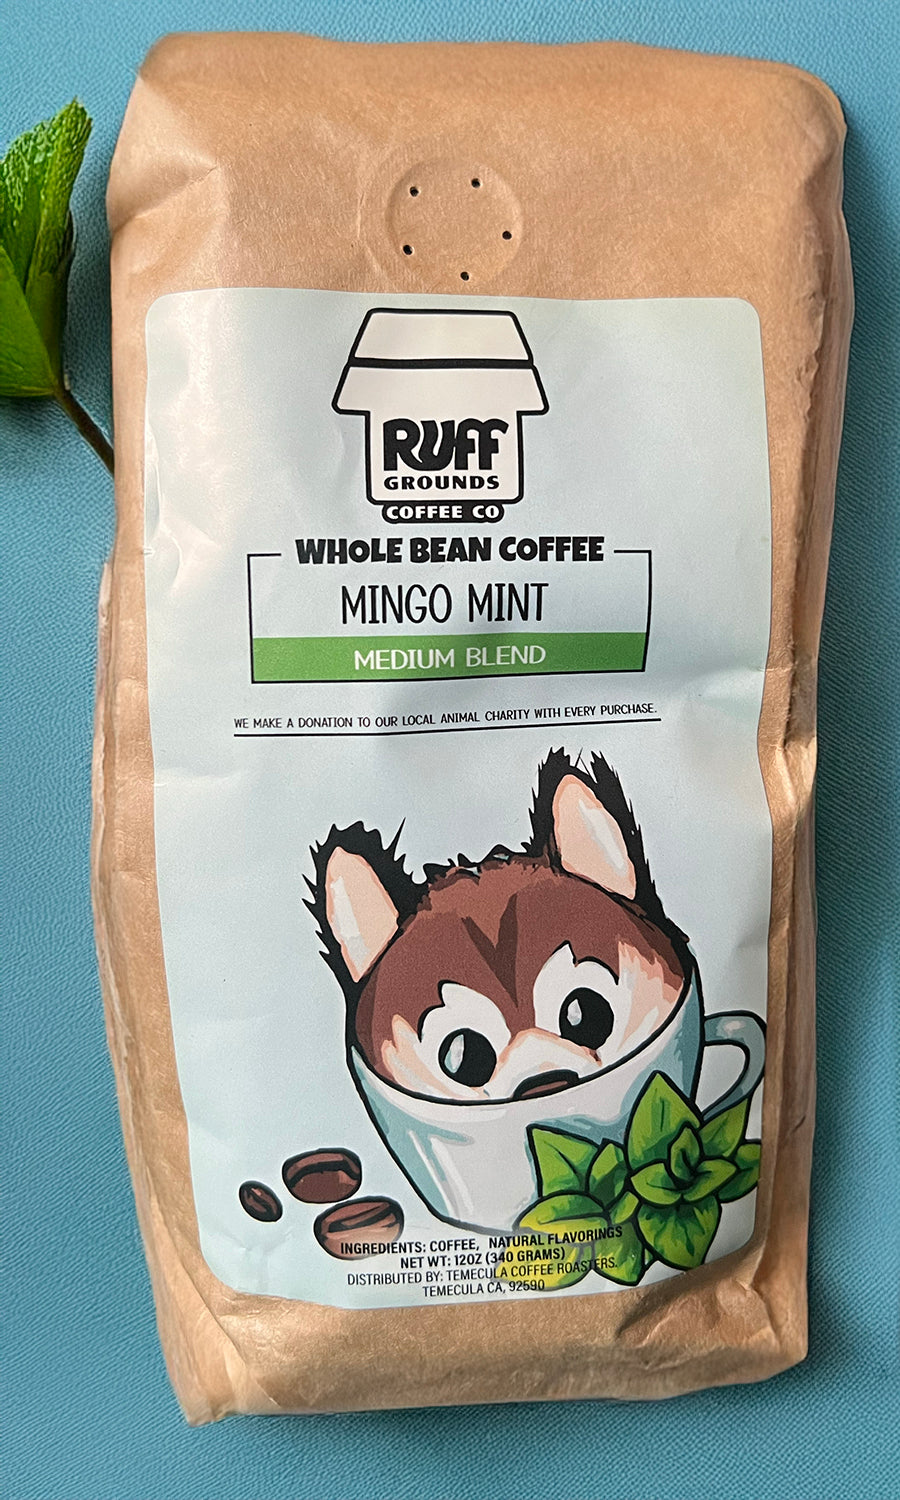 RUFF
GROUNDS
COFFEE CO
WHOLE BEAN COFFEE
MINGO MINT
MEDIUM BLEND
WE MAKE A DONATION TO OUR LOCAL ANIMAL CHARITY WITH EVERY PURCHASE.
INGREDIENTS: COFFEE, NATURAL FLAVORINGS
NET WT: 12OZ (340 GRAMS)
DISTRIBUTED BY: TEMECULA COFFEE ROASTERS.
TEMECULA CA, 92590